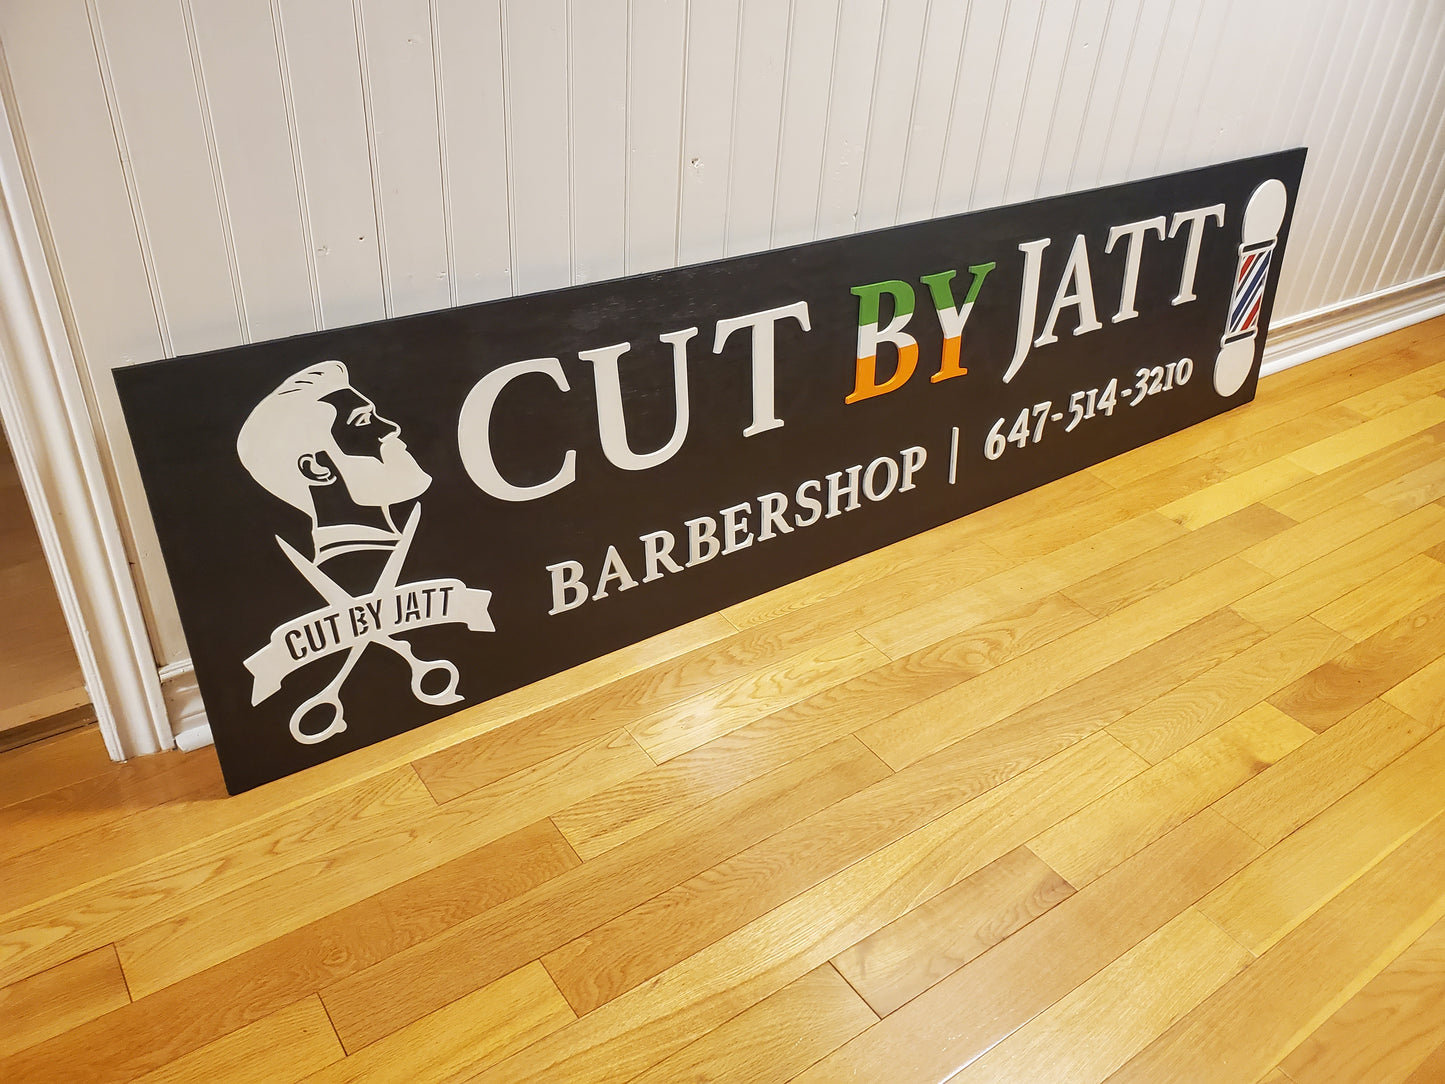 CUT BY JATT
BARBERSHOP | 647-514-3210
CUT BY JATT